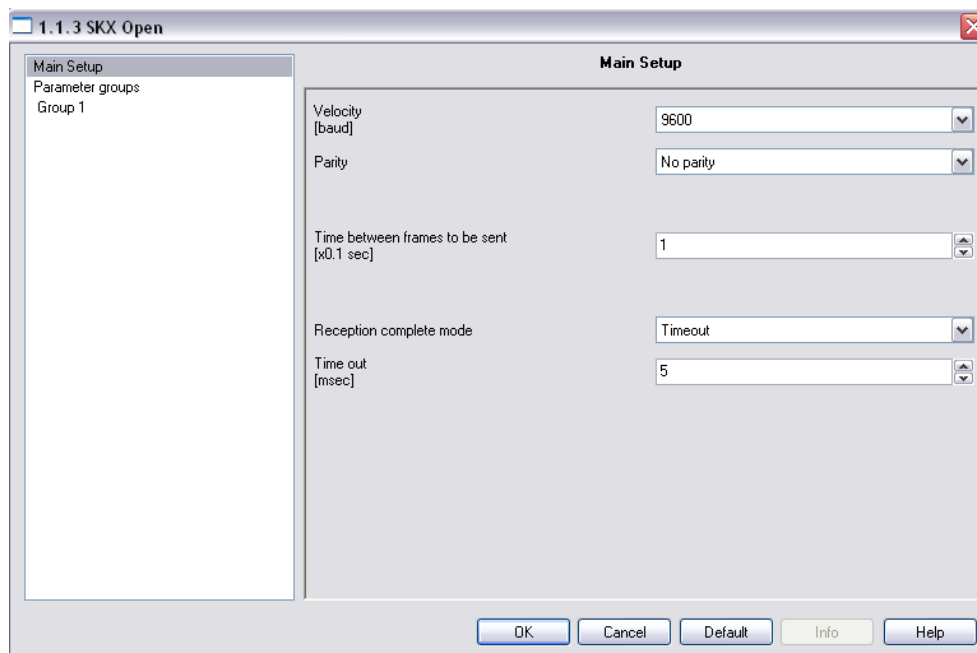 1.1.3 SKX Open
Main Setup
Parameter groups
Group 1
Main Setup
Velocity
[baud]
9600
Parity
No parity
Time between frames to be sent
[x0.1 sec]
1
Reception complete mode
Timeout
Time out
[msec]
5
OK
Cancel
Default
Info
Help